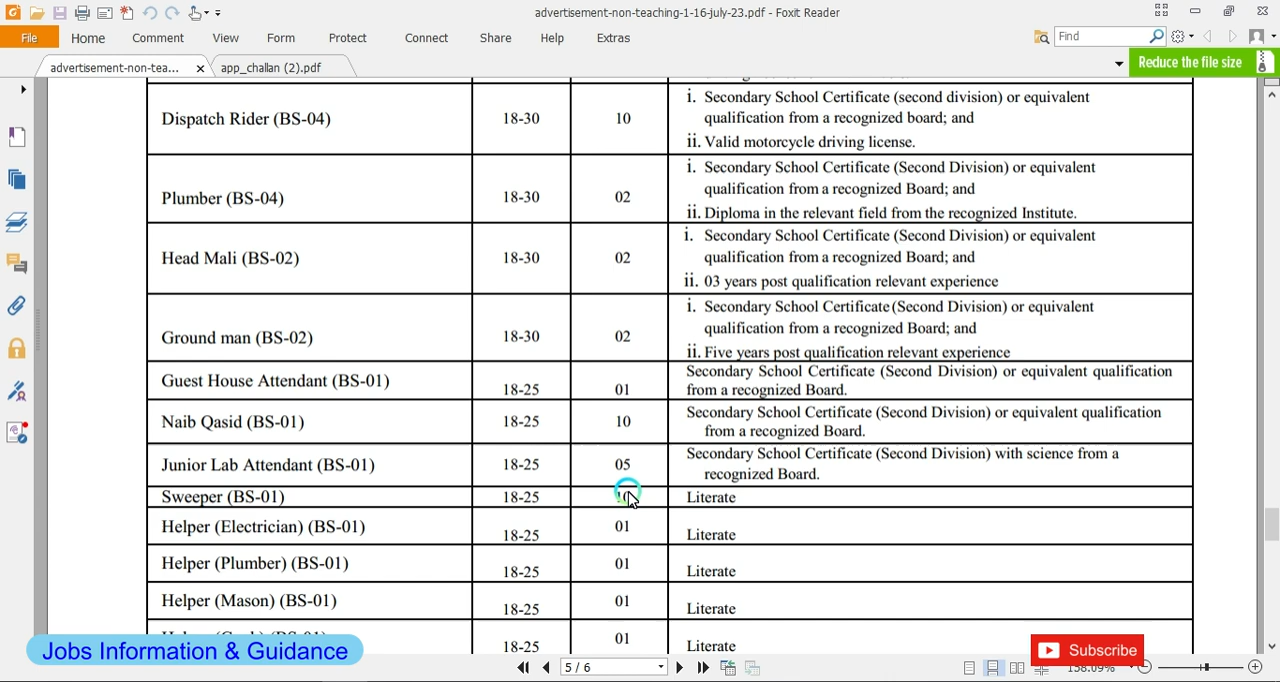 advertisement-non-teaching-1-16-july-23.pdf - Foxit Reader
File Home Comment View Form Protect Connect Share Help Extras
Find
advertisement-non-tea... × app_challan (2).pdf
Reduce the file size
Dispatch Rider (BS-04) 18-30 10
i. Secondary School Certificate (second division) or equivalent
qualification from a recognized board; and
ii. Valid motorcycle driving license.
Plumber (BS-04) 18-30 02
i. Secondary School Certificate (Second Division) or equivalent
qualification from a recognized Board; and
ii. Diploma in the relevant field from the recognized Institute.
Head Mali (BS-02) 18-30 02
i. Secondary School Certificate (Second Division) or equivalent
qualification from a recognized Board; and
ii. 03 years post qualification relevant experience
Ground man (BS-02) 18-30 02
i. Secondary School Certificate (Second Division) or equivalent
qualification from a recognized Board; and
ii. Five years post qualification relevant experience
Guest House Attendant (BS-01) 18-25 01
Secondary School Certificate (Second Division) or equivalent qualification
from a recognized Board.
Naib Qasid (BS-01) 18-25 10
Secondary School Certificate (Second Division) or equivalent qualification
from a recognized Board.
Junior Lab Attendant (BS-01) 18-25 05
Secondary School Certificate (Second Division) with science from a
recognized Board.
Sweeper (BS-01) 18-25 10 Literate
Helper (Electrician) (BS-01) 18-25 01 Literate
Helper (Plumber) (BS-01) 18-25 01 Literate
Helper (Mason) (BS-01) 18-25 01 Literate
18-25 01 Literate
Jobs Information & Guidance
Subscribe
5 / 6
138.09%